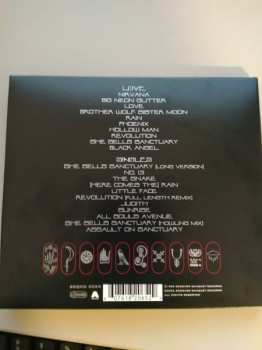 LOVE.
NIRVANA
BIG NEON GLITTER
LOVE
BROTHER WOLF SISTER MOON
RAIN
PHOENIX
HOLLOW MAN
REVOLUTION
SHE SELLS SANCTUARY
BLACK ANGEL
SINGLES
SHE SELLS SANCTUARY (LONG VERSION)
NO. 13
THE SNAKE
(HERE COMES THE) RAIN
LITTLE FACE
REVOLUTION (FULL LENGTH REMIX)
JUDITH
SUNRISE
ALL SOULS AVENUE
SHE SELLS SANCTUARY (HOWLING MIX)
ASSAULT ON SANCTUARY